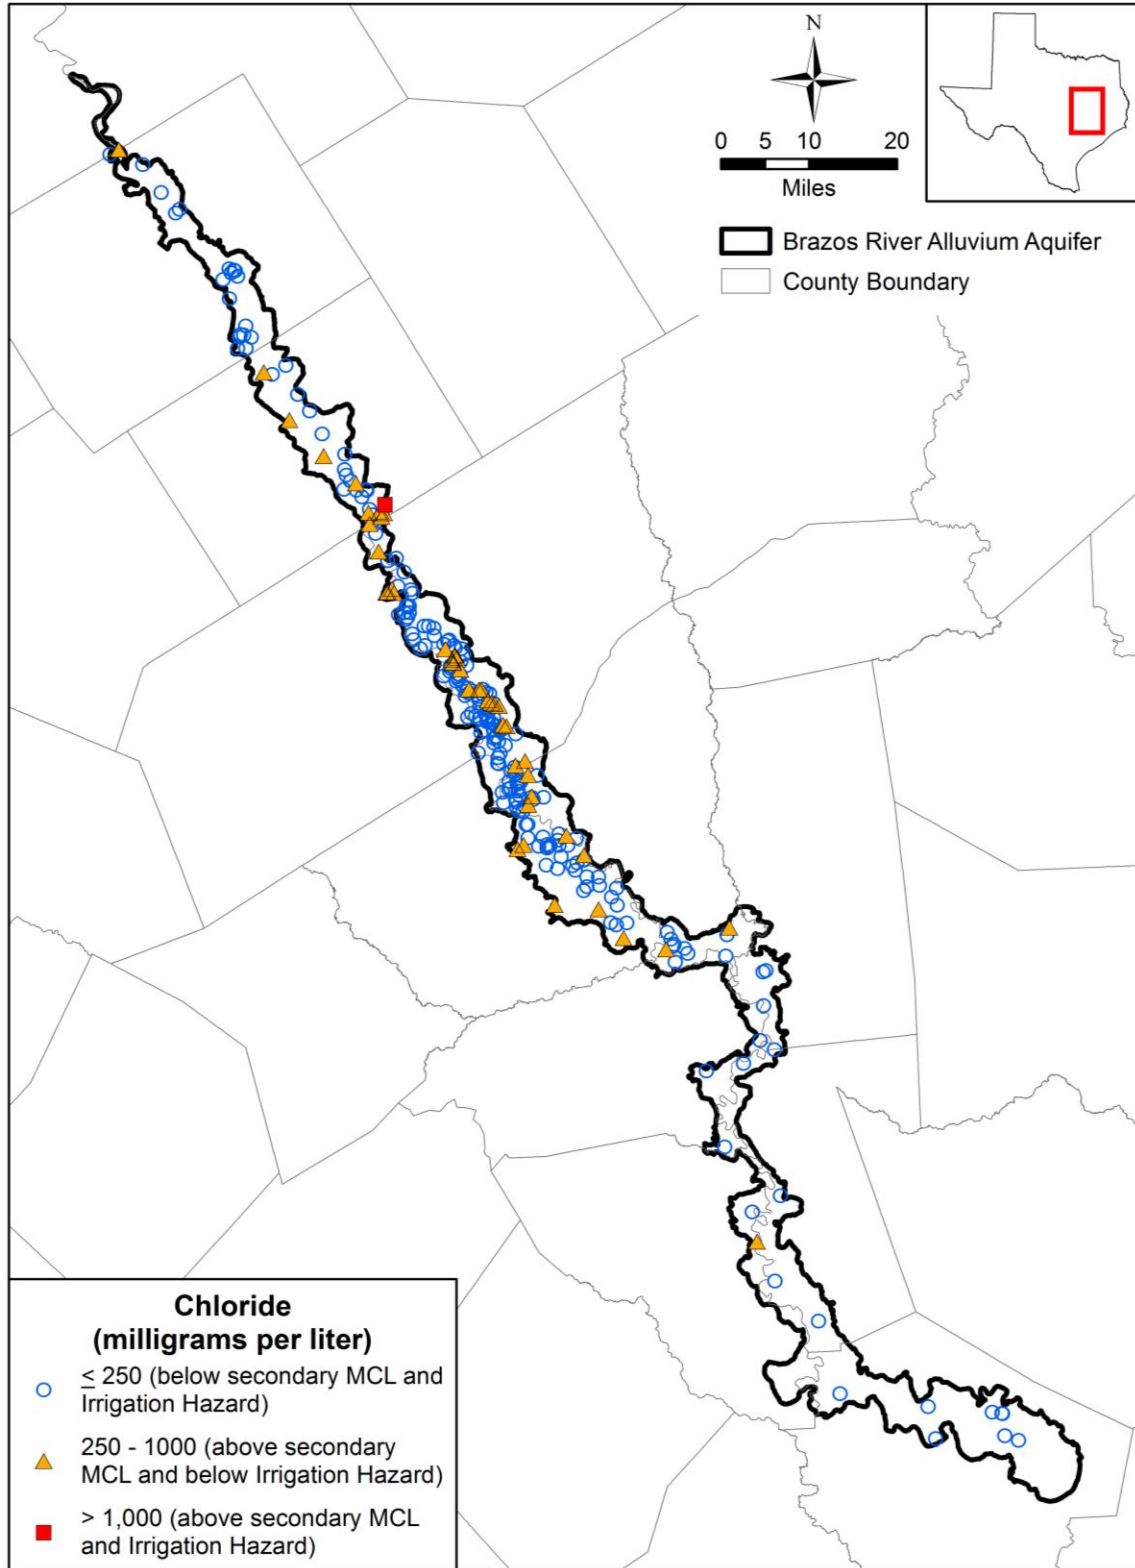 N
0 5 10 20
Miles
Brazos River Alluvium Aquifer
County Boundary
Chloride
(milligrams per liter)
≤ 250 (below secondary MCL and
Irrigation Hazard)
250 - 1000 (above secondary
MCL and below Irrigation Hazard)
> 1,000 (above secondary MCL
and Irrigation Hazard)